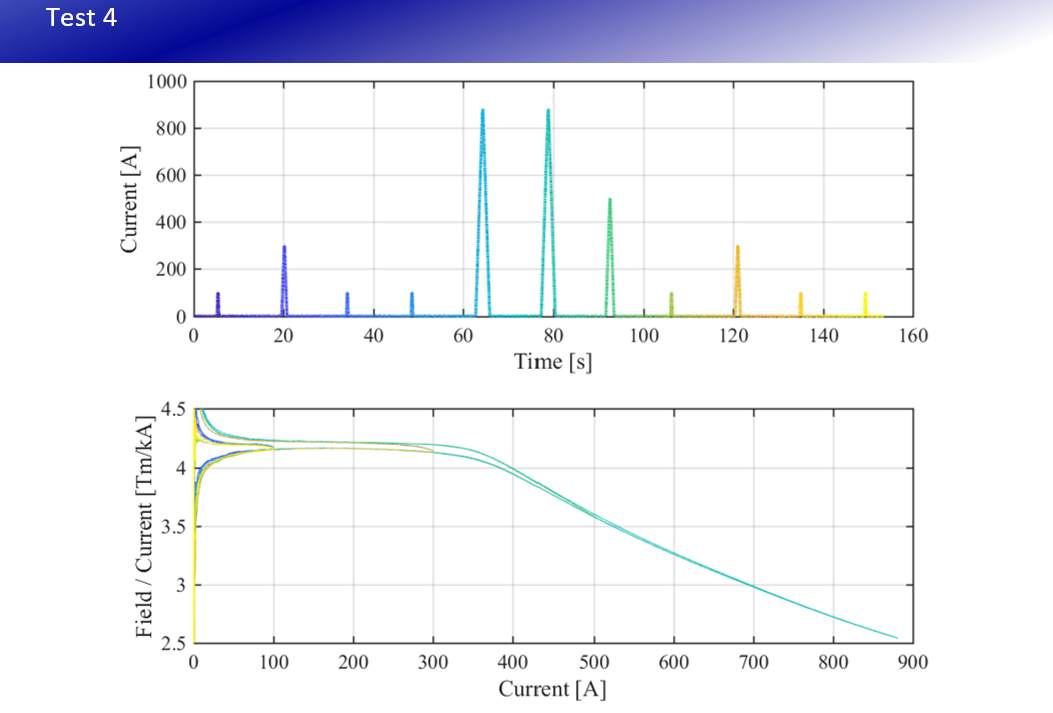 Test 4
1000
800
600
400
200
0
Current [A]
0 20 40 60 80 100 120 140 160
Time [s]
4.5
4
3.5
3
2.5
Field / Current [Tm/kA]
0 100 200 300 400 500 600 700 800 900
Current [A]